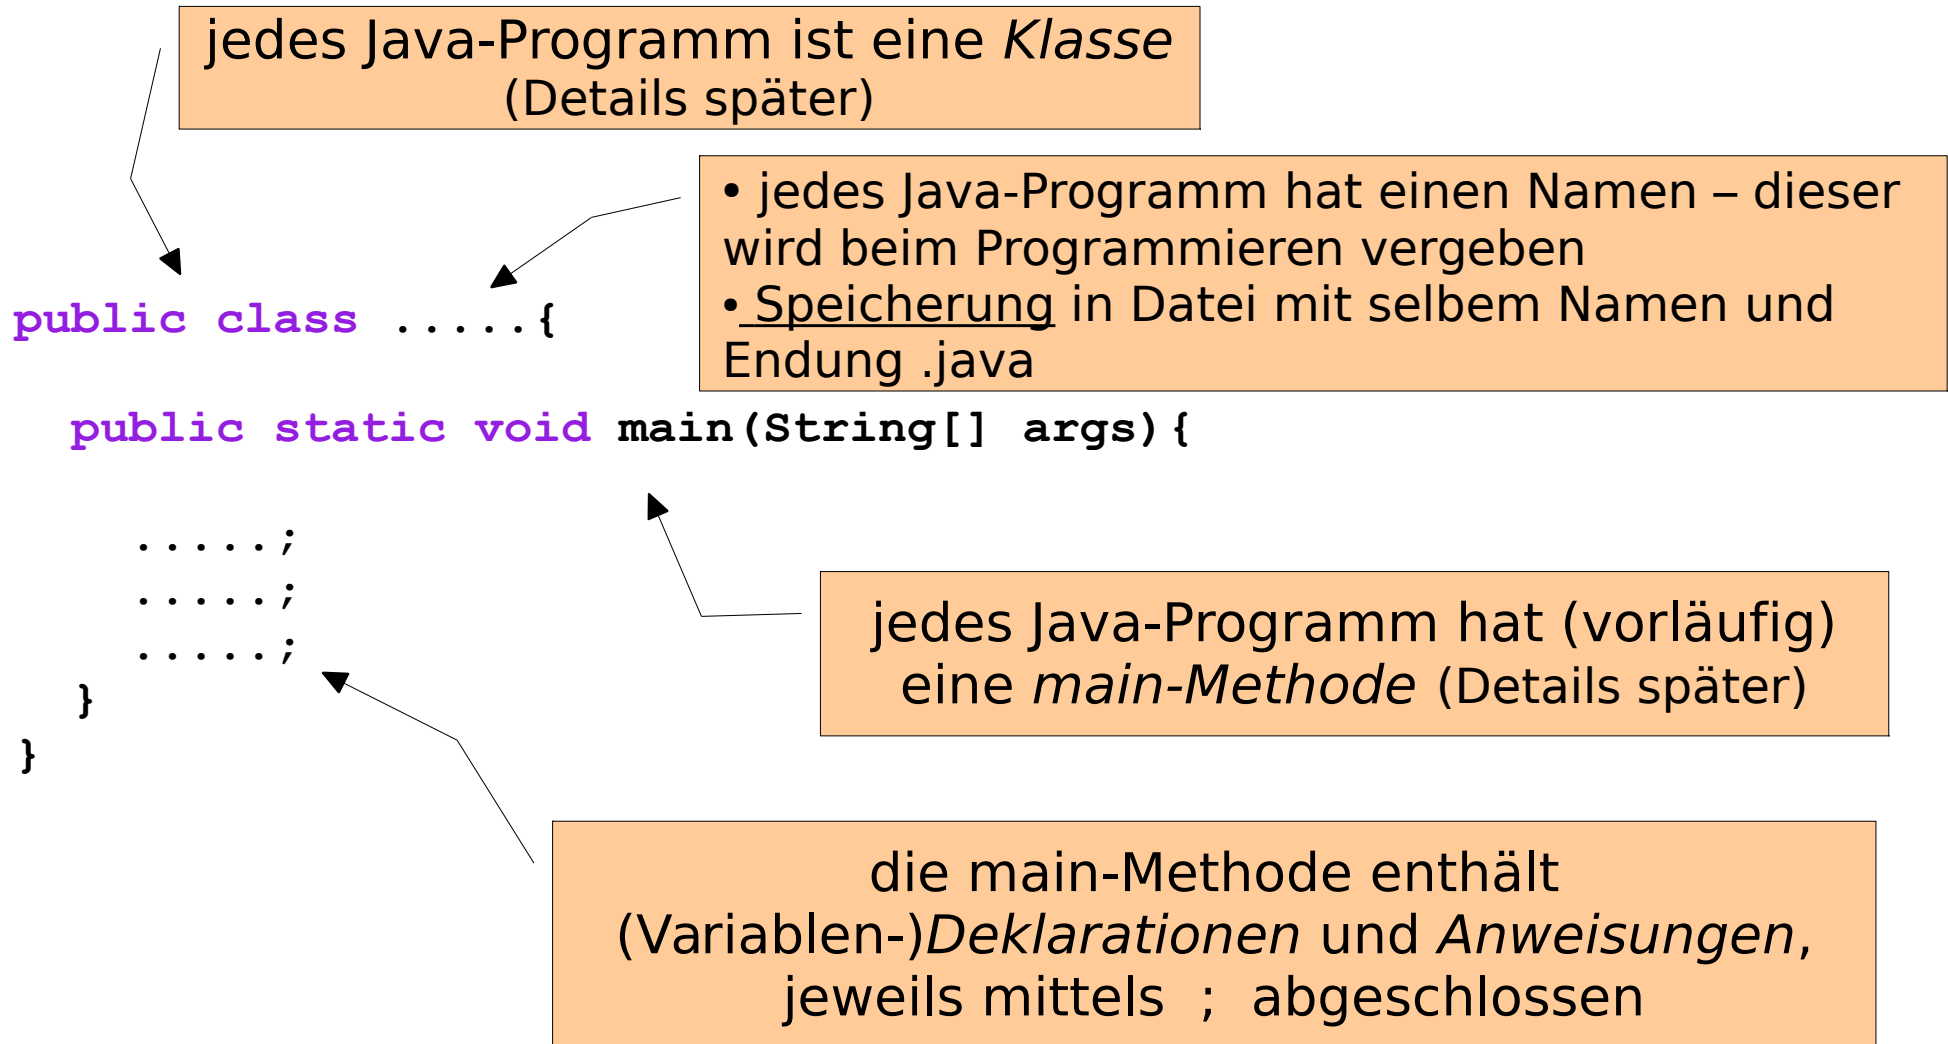 jedes Java-Programm ist eine Klasse
(Details später)
• jedes Java-Programm hat einen Namen – dieser
wird beim Programmieren vergeben
• Speicherung in Datei mit selbem Namen und
Endung .java
public class .....{
public static void main(String[] args){
.....;
.....;
.....;
}
}
jedes Java-Programm hat (vorläufig)
eine main-Methode (Details später)
die main-Methode enthält
(Variablen-)Deklarationen und Anweisungen,
jeweils mittels ; abgeschlossen